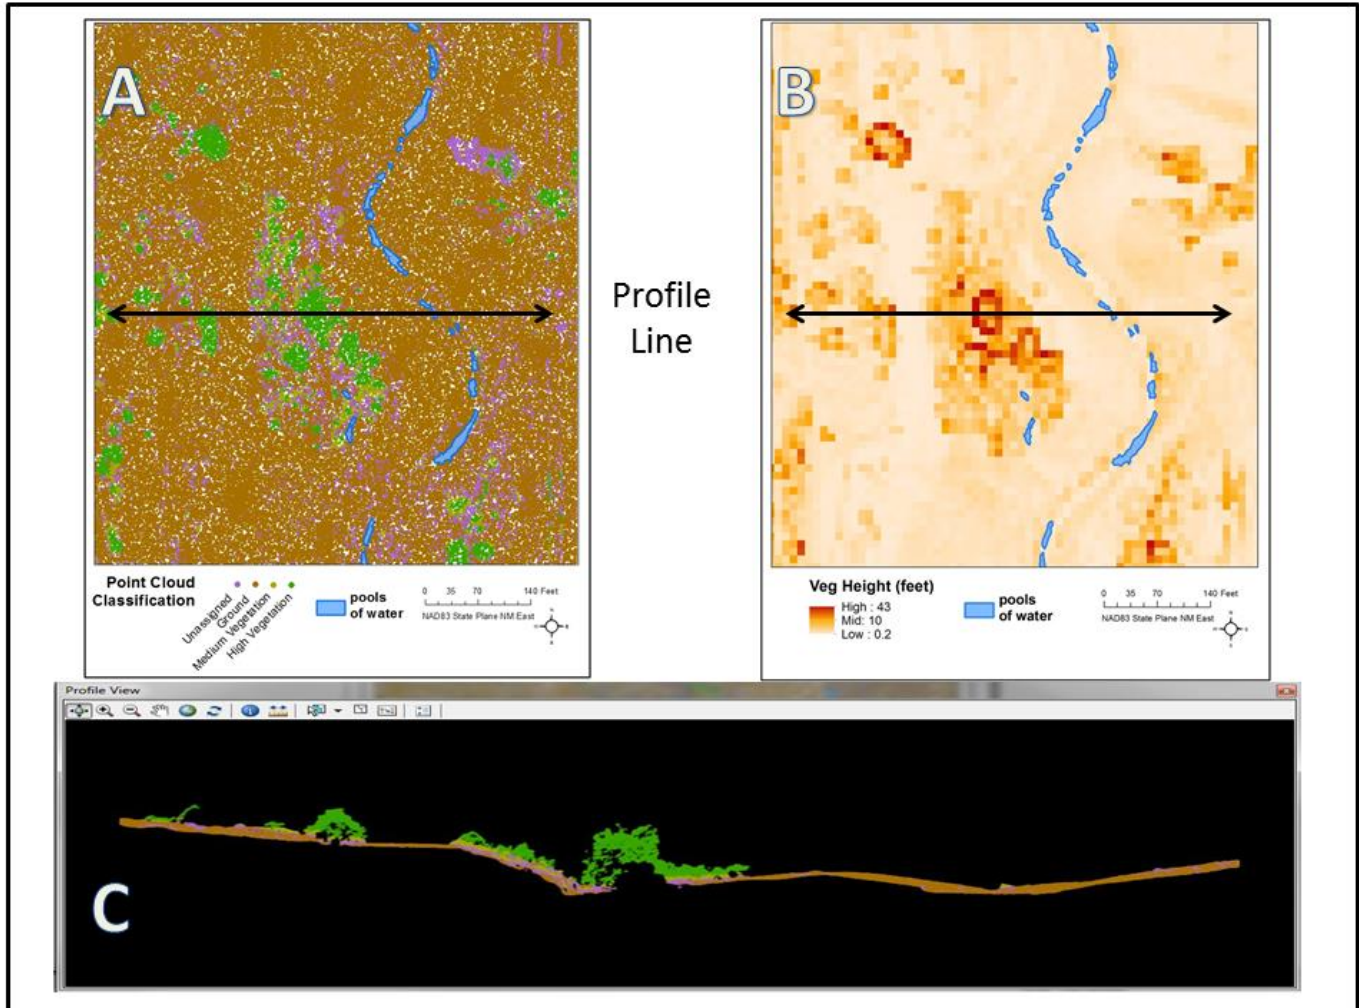 A
B
Profile
Line
Point Cloud
Classification
Unassigned
Ground
Medium Vegetation
High Vegetation
pools
of water
0 35 70 140 Feet
NAD83 State Plane NM East
Veg Height (feet)
High : 43
Mid: 10
Low : 0.2
pools
of water
0 35 70 140 Feet
NAD83 State Plane NM East
Profile View
C